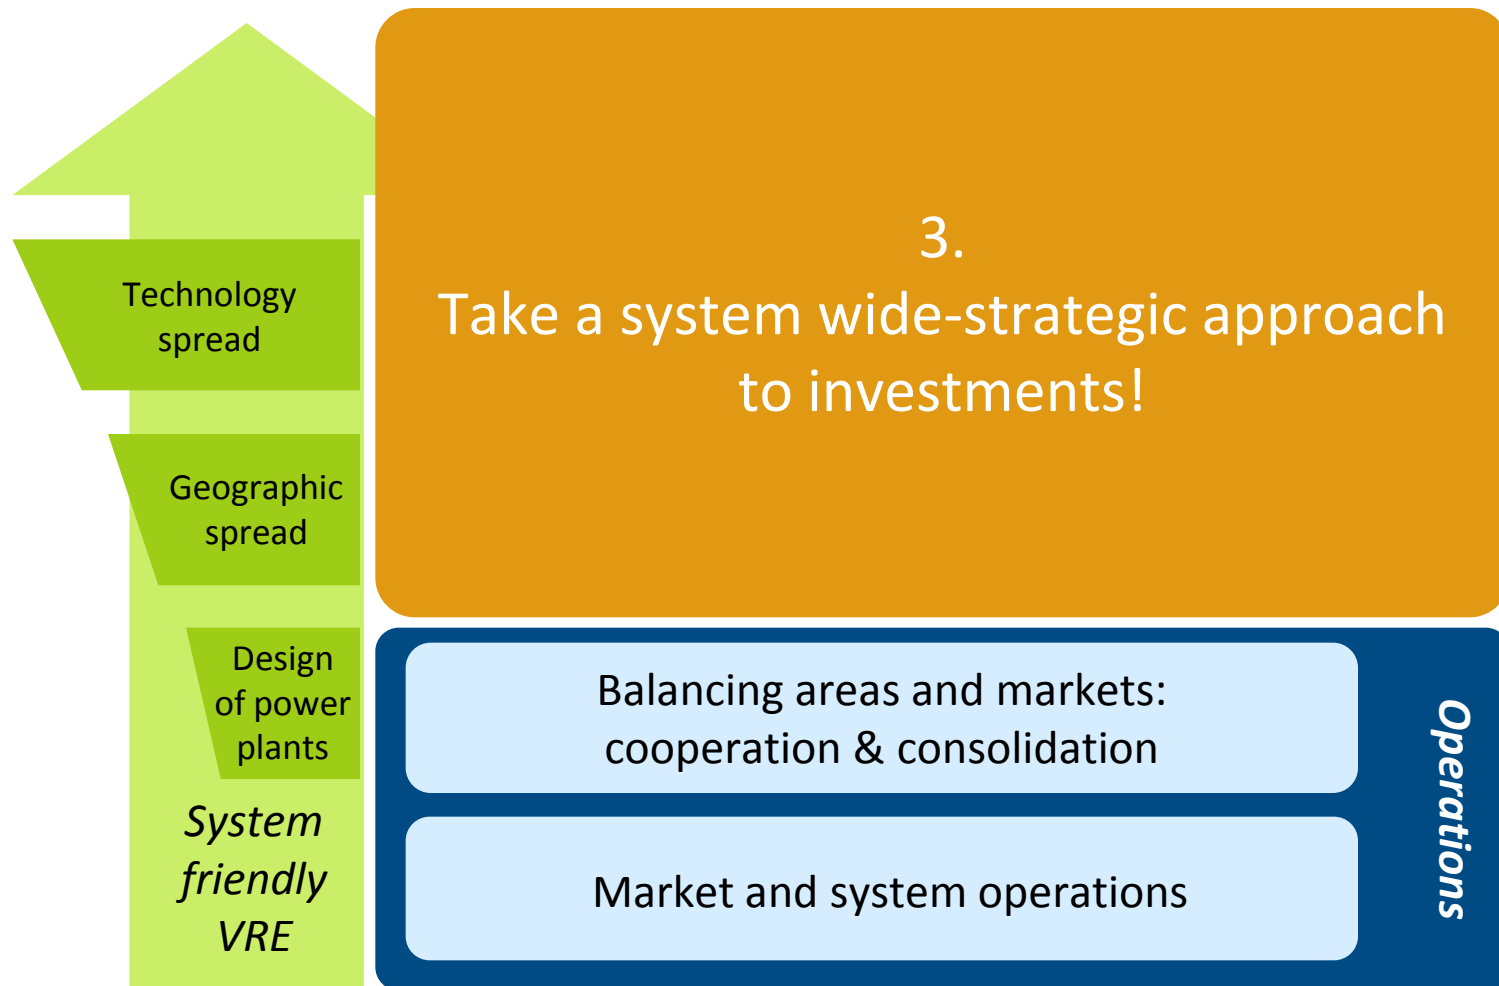 Technology
spread
Geographic
spread
Design
of power
plants
System
friendly
VRE
3.
Take a system wide-strategic approach
to investments!
Balancing areas and markets:
cooperation & consolidation
Market and system operations
Operations